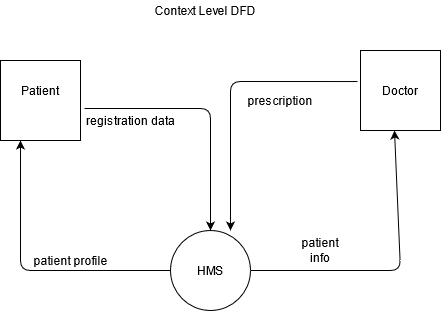 Context Level DFD
Patient
Doctor
prescription
registration data
patient
info
patient profile
HMS